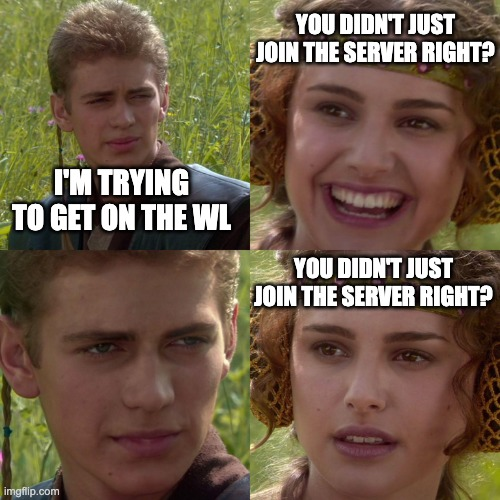 YOU DIDN'T JUST
JOIN THE SERVER RIGHT?
I'M TRYING
TO GET ON THE WL
YOU DIDN'T JUST
JOIN THE SERVER RIGHT?
imgflip.com